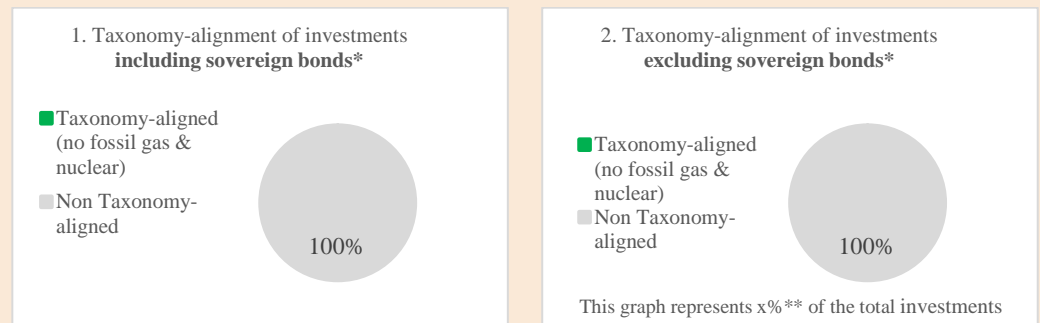 1. Taxonomy-alignment of investments
including sovereign bonds*
Taxonomy-aligned
(no fossil gas &
nuclear)
Non Taxonomy-
aligned
100%
2. Taxonomy-alignment of investments
excluding sovereign bonds*
Taxonomy-aligned
(no fossil gas &
nuclear)
Non Taxonomy-
aligned
100%
This graph represents x%** of the total investments